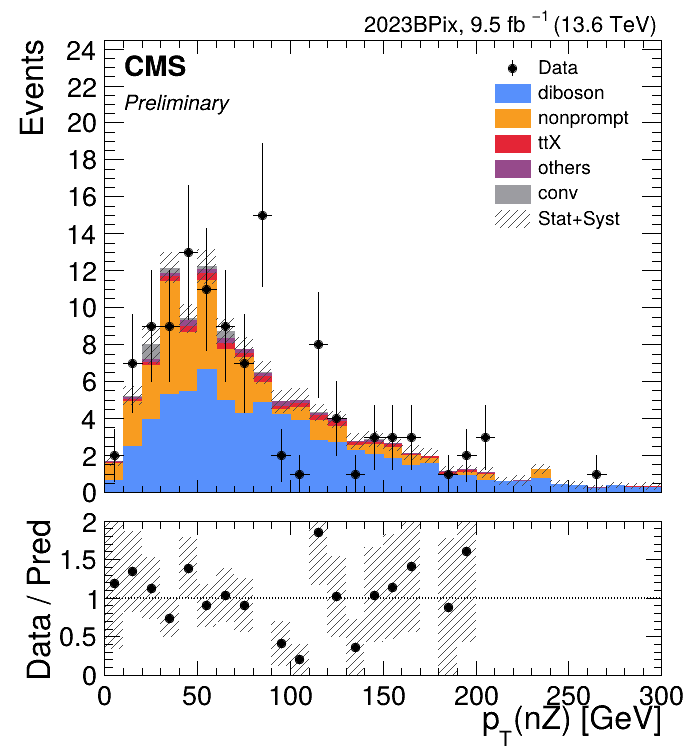 2023BPix, 9.5 fb⁻¹ (13.6 TeV)
Events
CMS
Preliminary
Data
diboson
nonprompt
ttX
others
conv
Stat+Syst
24
22
20
18
16
14
12
10
8
6
4
2
0
Data / Pred
2
1.5
1
0.5
0
0 50 100 150 200 250 300
p_T(nZ) [GeV]